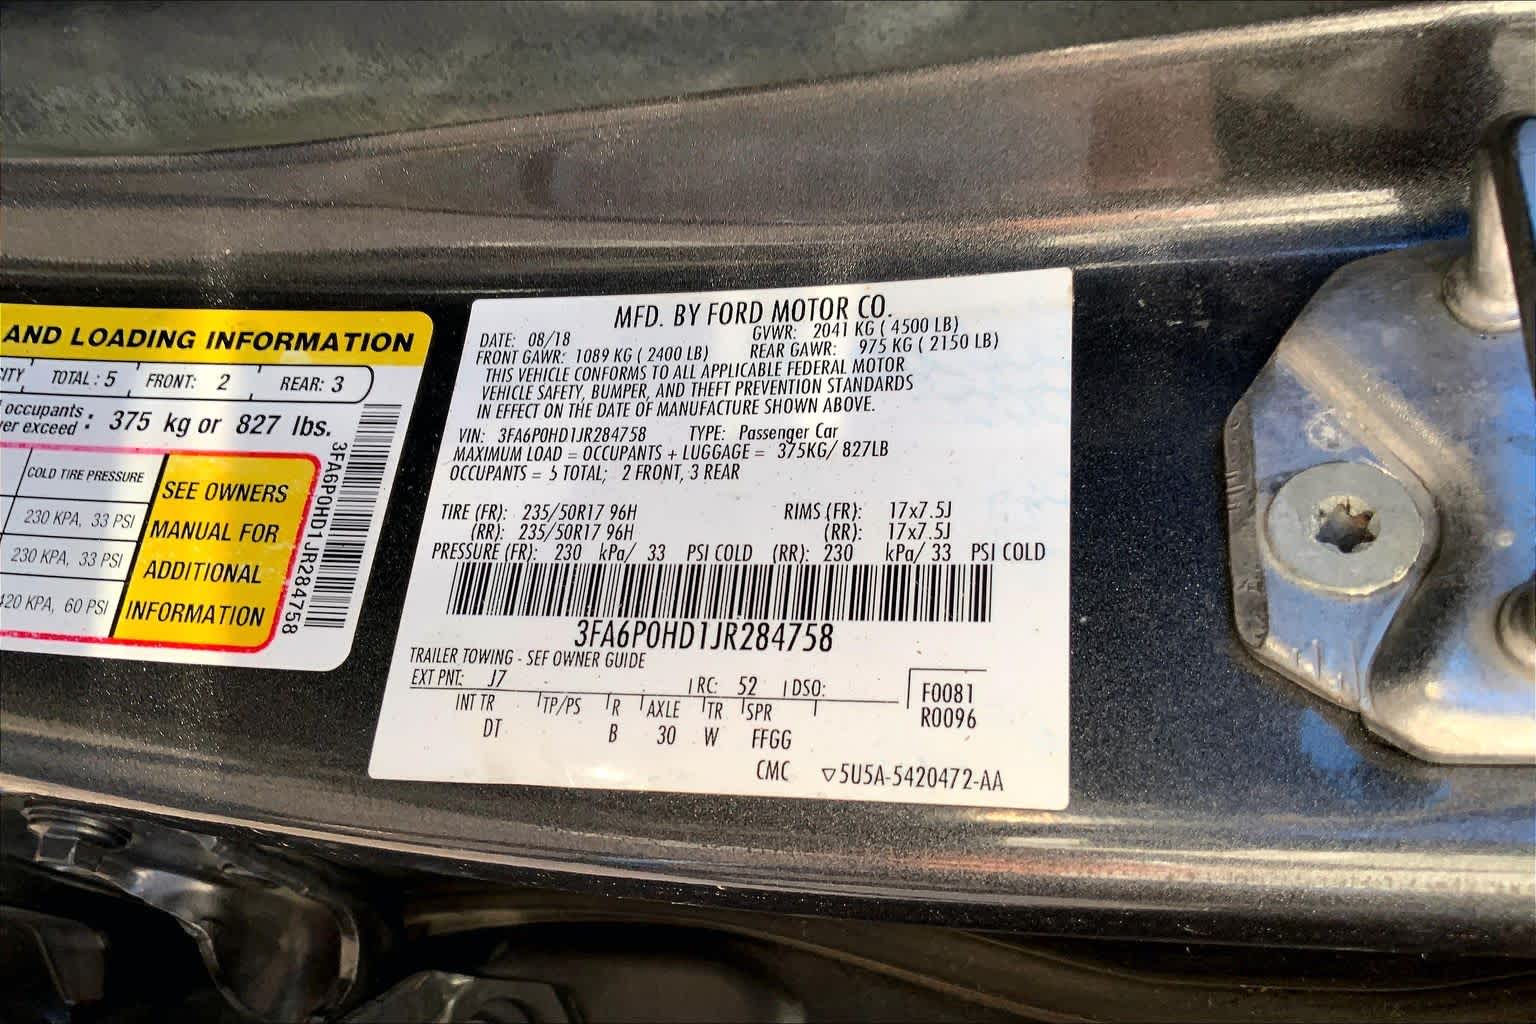 AND LOADING INFORMATION
CITY TOTAL: 5 FRONT: 2 REAR: 3
occupants
er exceed : 375 kg or 827 lbs.
COLD TIRE PRESSURE
230 KPA, 33 PSI
230 KPA, 33 PSI
420 KPA, 60 PSI
SEE OWNERS
MANUAL FOR
ADDITIONAL
INFORMATION
3FA6P0HD1JR284758
MFD. BY FORD MOTOR CO.
DATE: 08/18 GVWR: 2041 KG ( 4500 LB)
FRONT GAWR: 1089 KG ( 2400 LB) REAR GAWR: 975 KG ( 2150 LB)
THIS VEHICLE CONFORMS TO ALL APPLICABLE FEDERAL MOTOR
VEHICLE SAFETY, BUMPER, AND THEFT PREVENTION STANDARDS
IN EFFECT ON THE DATE OF MANUFACTURE SHOWN ABOVE.
VIN: 3FA6P0HD1JR284758 TYPE: Passenger Car
MAXIMUM LOAD = OCCUPANTS + LUGGAGE = 375KG/ 827LB
OCCUPANTS = 5 TOTAL; 2 FRONT, 3 REAR
TIRE (FR): 235/50R17 96H RIMS (FR): 17x7.5J
(RR): 235/50R17 96H (RR): 17x7.5J
PRESSURE (FR): 230 kPa/ 33 PSI COLD (RR): 230 kPa/ 33 PSI COLD
3FA6P0HD1JR284758
TRAILER TOWING - SEE OWNER GUIDE
EXT PNT: J7 RC: 52 DSO:
INT TR TP/PS R AXLE TR SPR
DT B 30 W FFGG
F0081
R0096
CMC ▽5U5A-5420472-AA